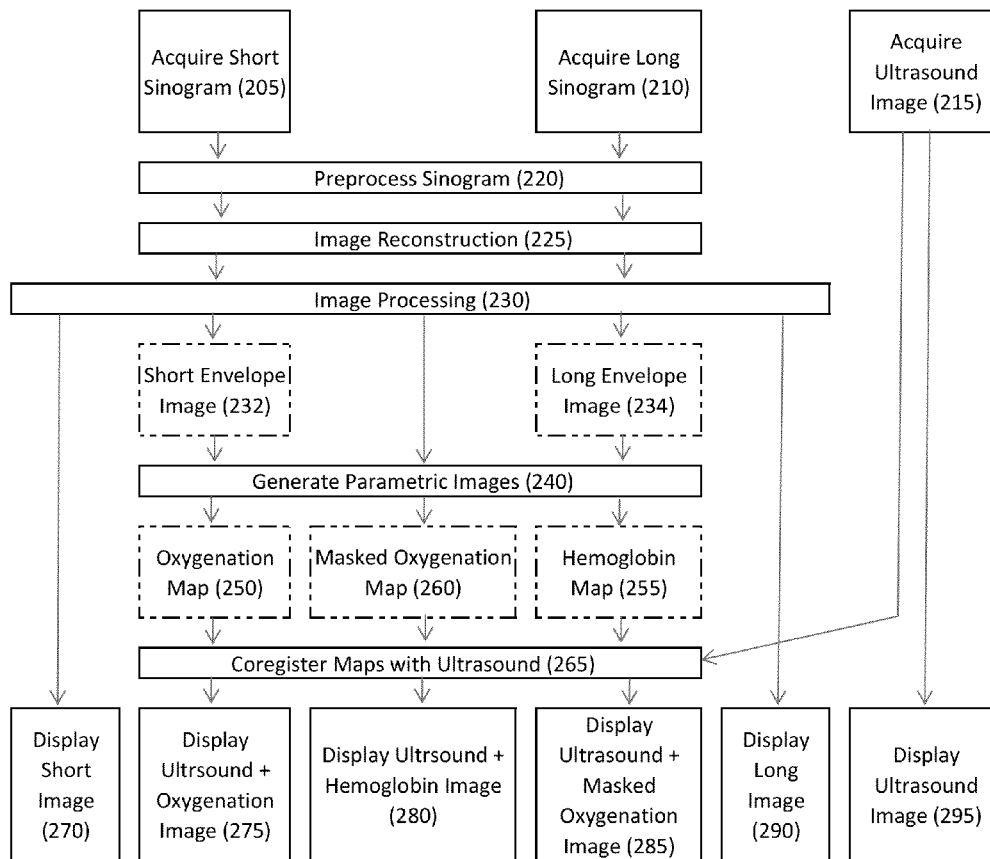 Acquire Short
Sinogram (205)
Acquire Long
Sinogram (210)
Acquire
Ultrasound
Image (215)
Preprocess Sinogram (220)
Image Reconstruction (225)
Image Processing (230)
Short Envelope
Image (232)
Long Envelope
Image (234)
Generate Parametric Images (240)
Oxygenation
Map (250)
Masked Oxygenation
Map (260)
Hemoglobin
Map (255)
Coregister Maps with Ultrasound (265)
Display
Short
Image
(270)
Display
Ultrsound +
Oxygenation
Image (275)
Display Ultrsound +
Hemoglobin Image
(280)
Display
Ultrasound +
Masked
Oxygenation
Image (285)
Display
Long
Image
(290)
Display
Ultrasound
Image (295)